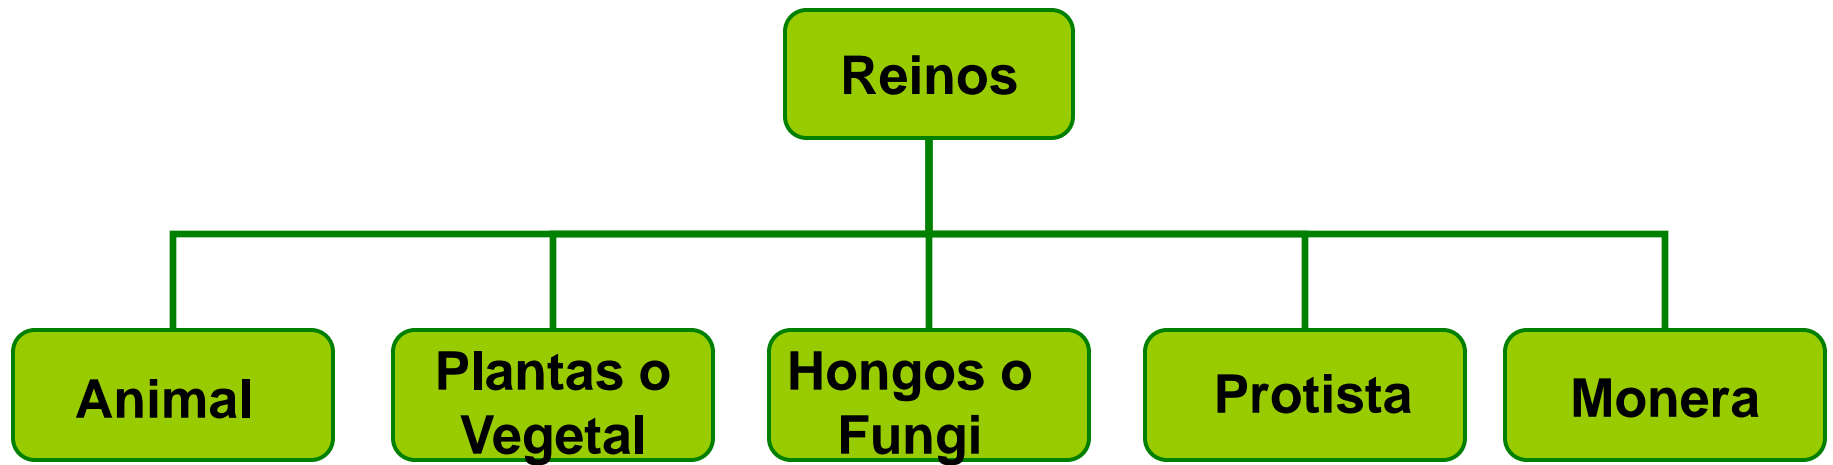 Reinos
Animal
Plantas o
Vegetal
Hongos o
Fungi
Protista
Monera